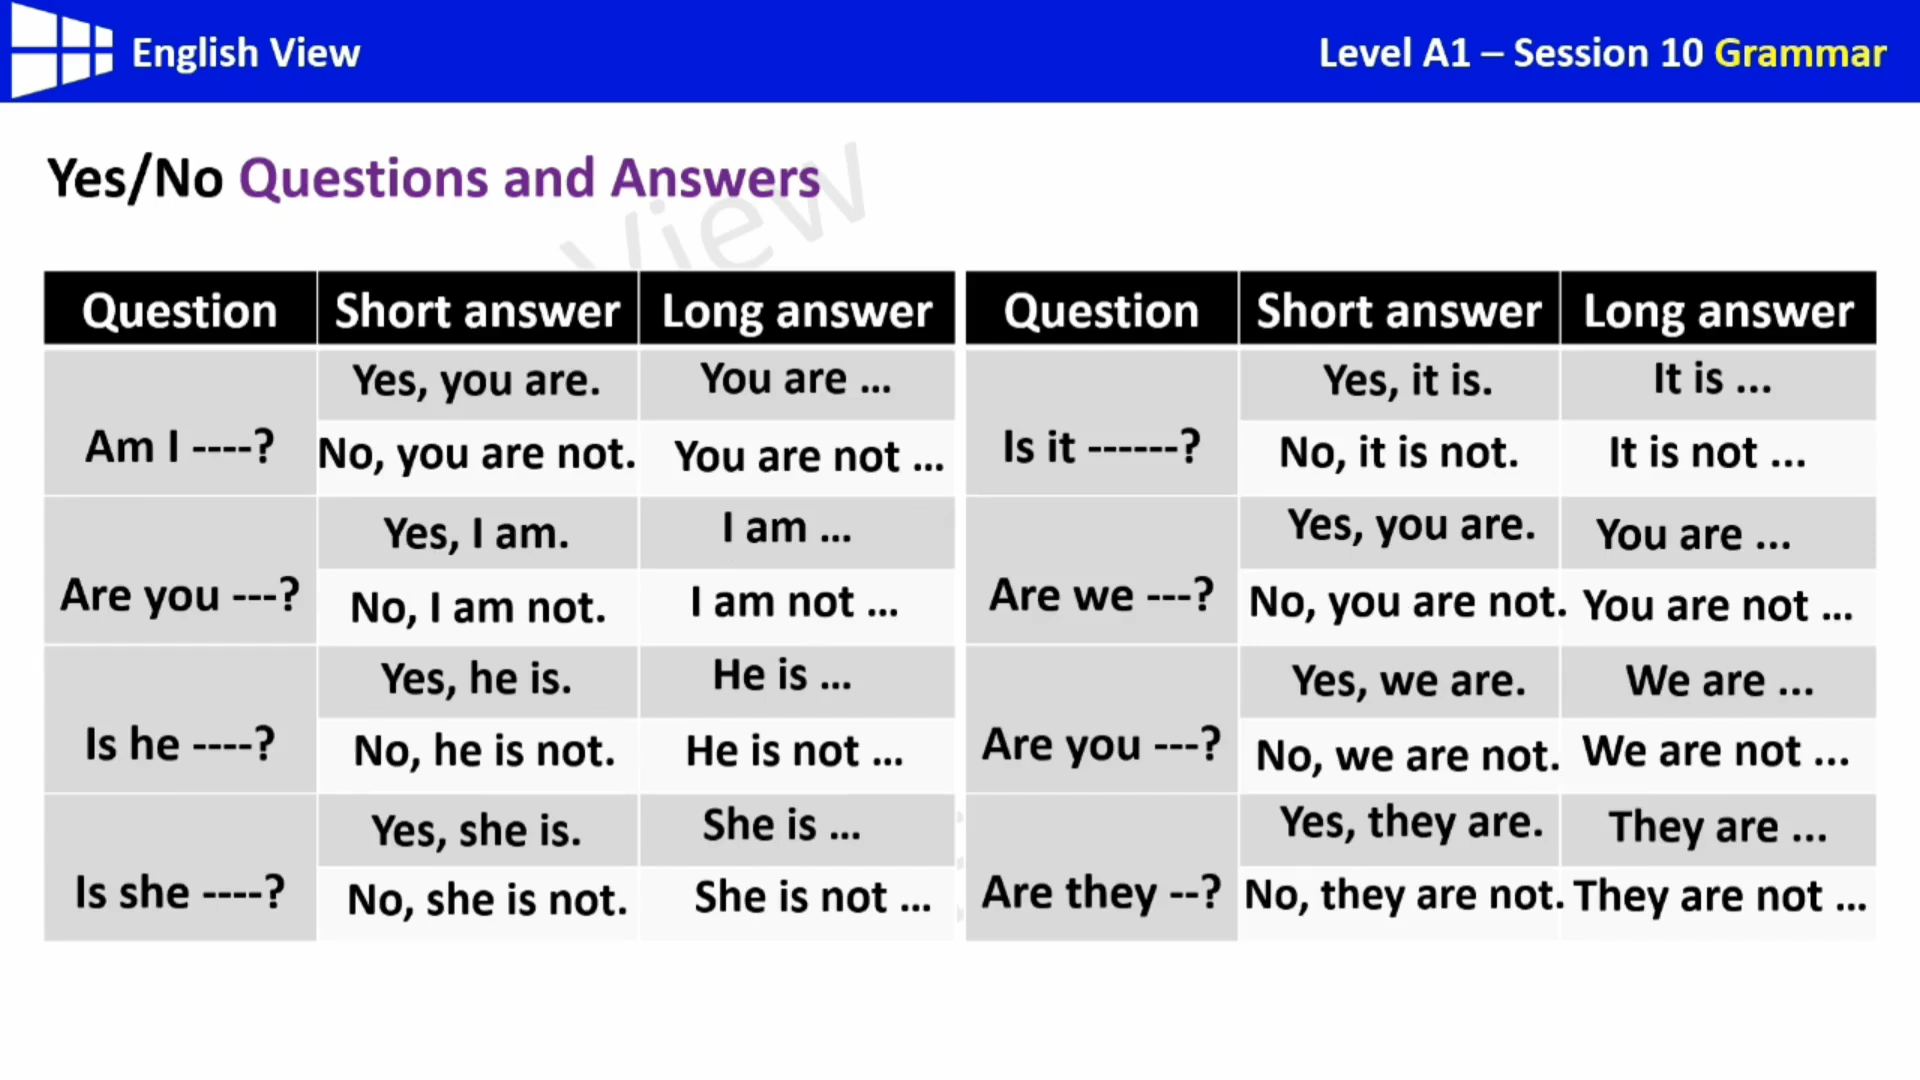 English View
Level A1 – Session 10 Grammar
Yes/No Questions and Answers
View
Question Short answer Long answer
Am I ----?
Yes, you are. You are ...
No, you are not. You are not ...
Are you ---?
Yes, I am. I am ...
No, I am not. I am not ...
Is he ----?
Yes, he is. He is ...
No, he is not. He is not ...
Is she ----?
Yes, she is. She is ...
No, she is not. She is not ...
Question Short answer Long answer
Is it ------?
Yes, it is. It is ...
No, it is not. It is not ...
Are we ---?
Yes, you are. You are ...
No, you are not. You are not ...
Are you ---?
Yes, we are. We are ...
No, we are not. We are not ...
Are they --?
Yes, they are. They are ...
No, they are not. They are not ...